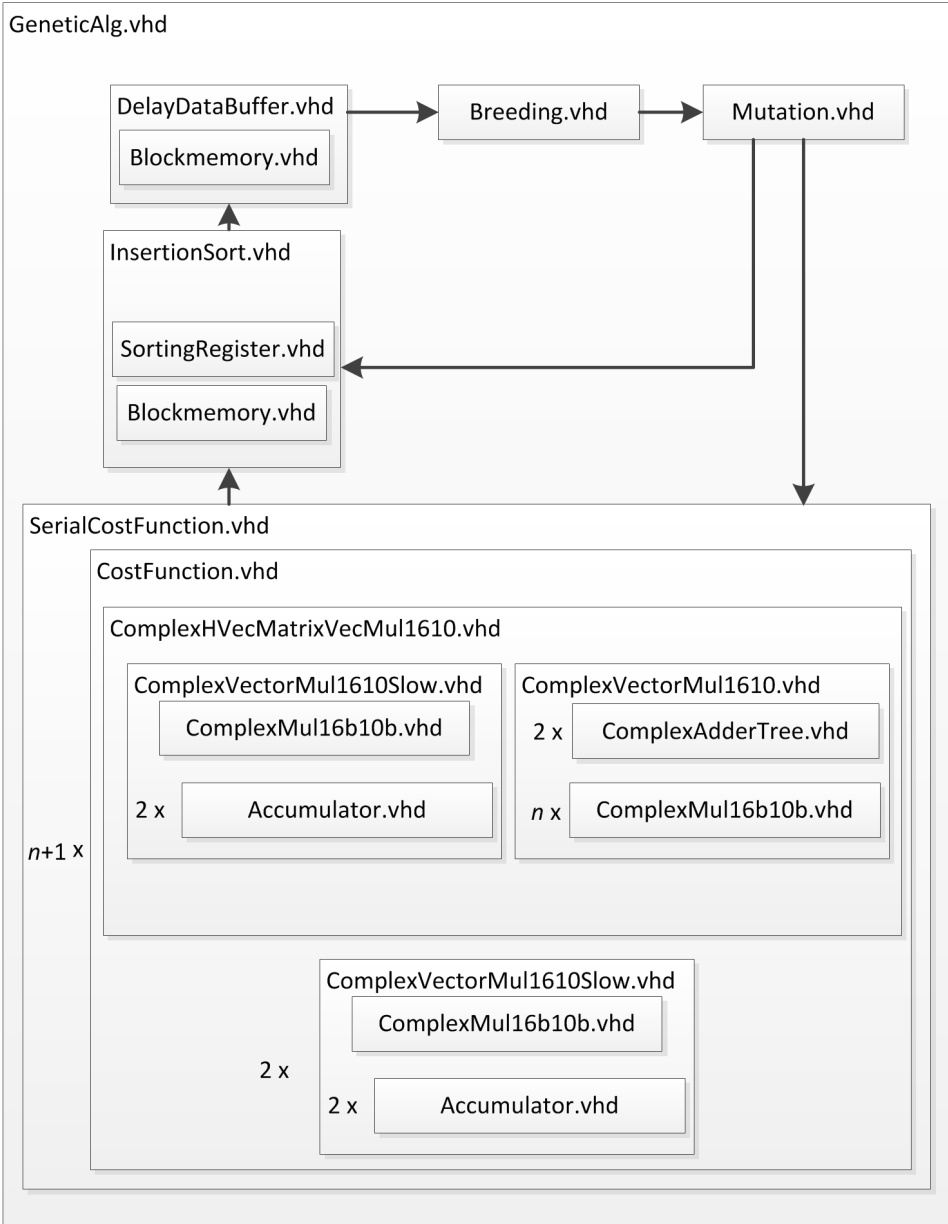 GeneticAlg.vhd
DelayDataBuffer.vhd
Blockmemory.vhd
Breeding.vhd
Mutation.vhd
InsertionSort.vhd
SortingRegister.vhd
Blockmemory.vhd
SerialCostFunction.vhd
n+1 x
CostFunction.vhd
ComplexHVecMatrixVecMul1610.vhd
ComplexVectorMul1610Slow.vhd
ComplexMul16b10b.vhd
2 x
Accumulator.vhd
ComplexVectorMul1610.vhd
2 x
ComplexAdderTree.vhd
n x
ComplexMul16b10b.vhd
2 x
ComplexVectorMul1610Slow.vhd
ComplexMul16b10b.vhd
2 x
Accumulator.vhd